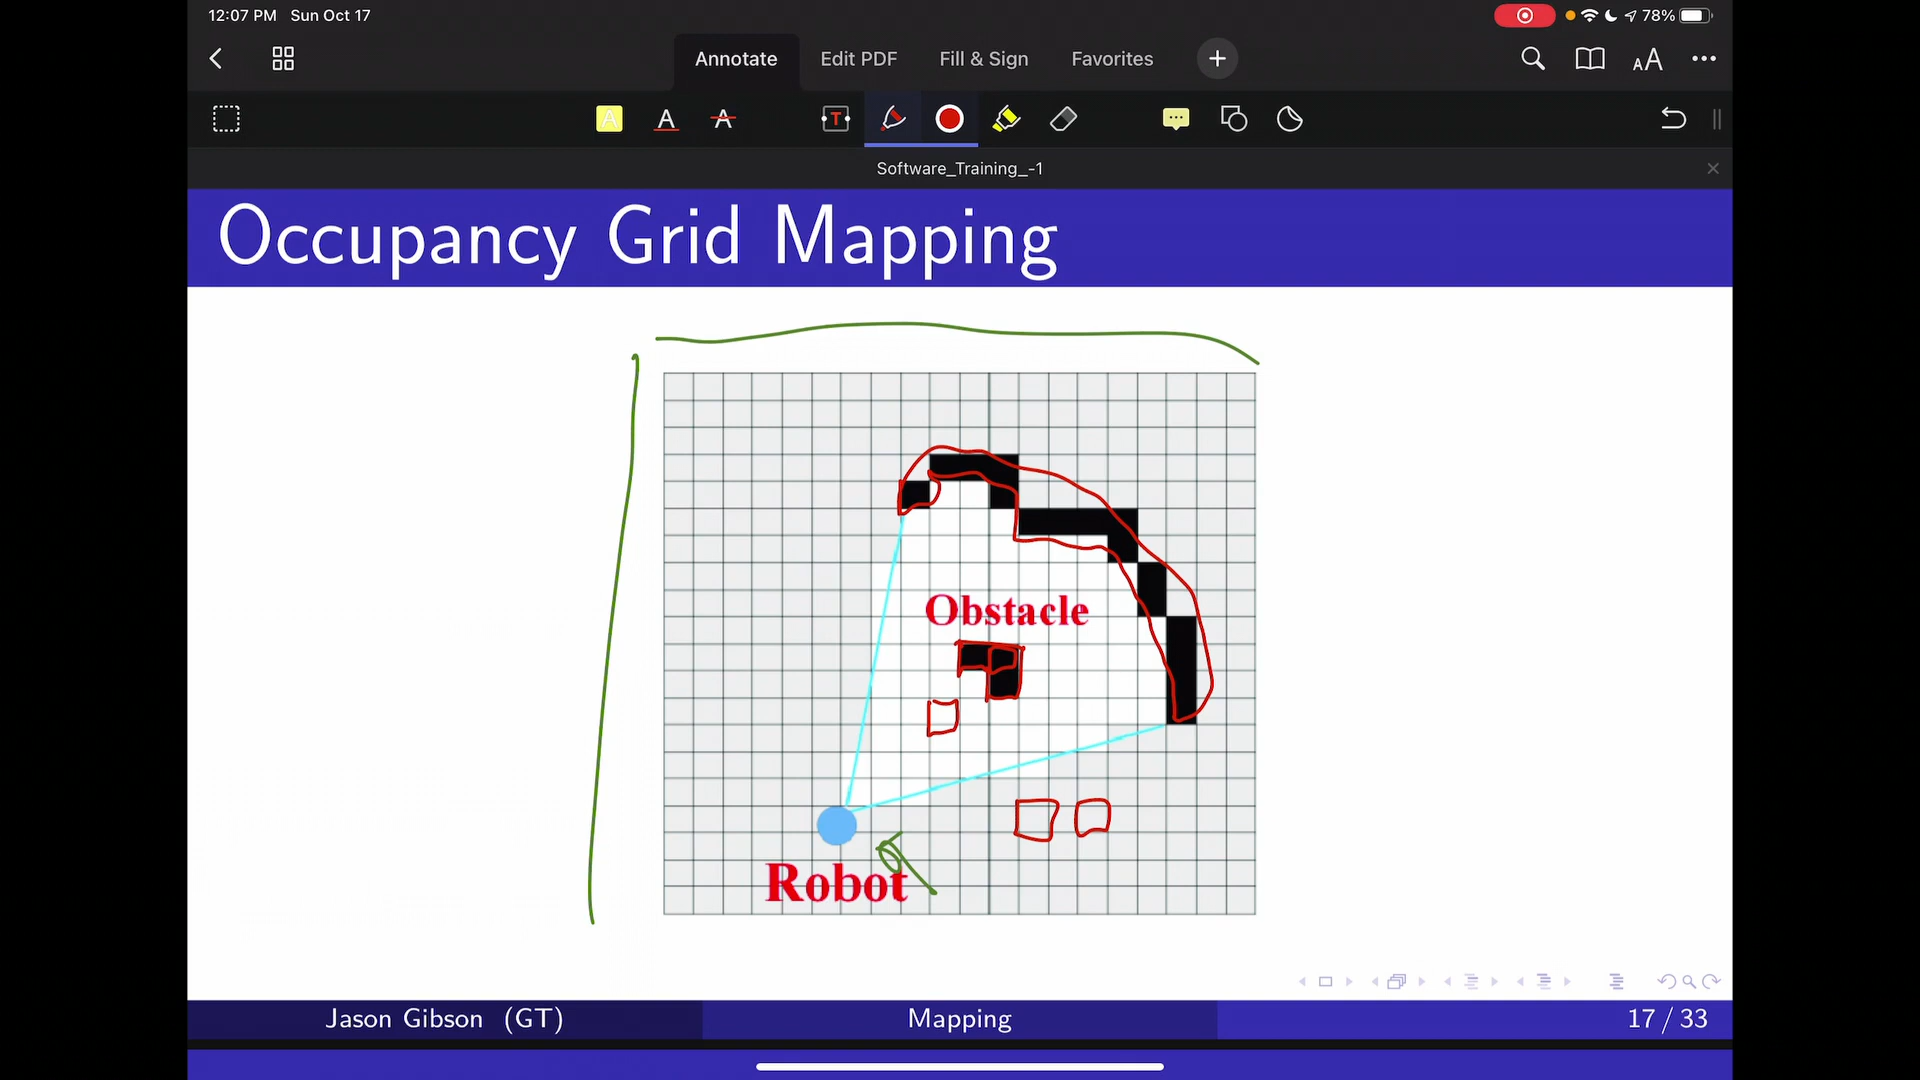 12:07 PM Sun Oct 17
78%
Annotate Edit PDF Fill & Sign Favorites
Software_Training_-1
Occupancy Grid Mapping
Obstacle
Robot
Jason Gibson (GT) Mapping 17 / 33